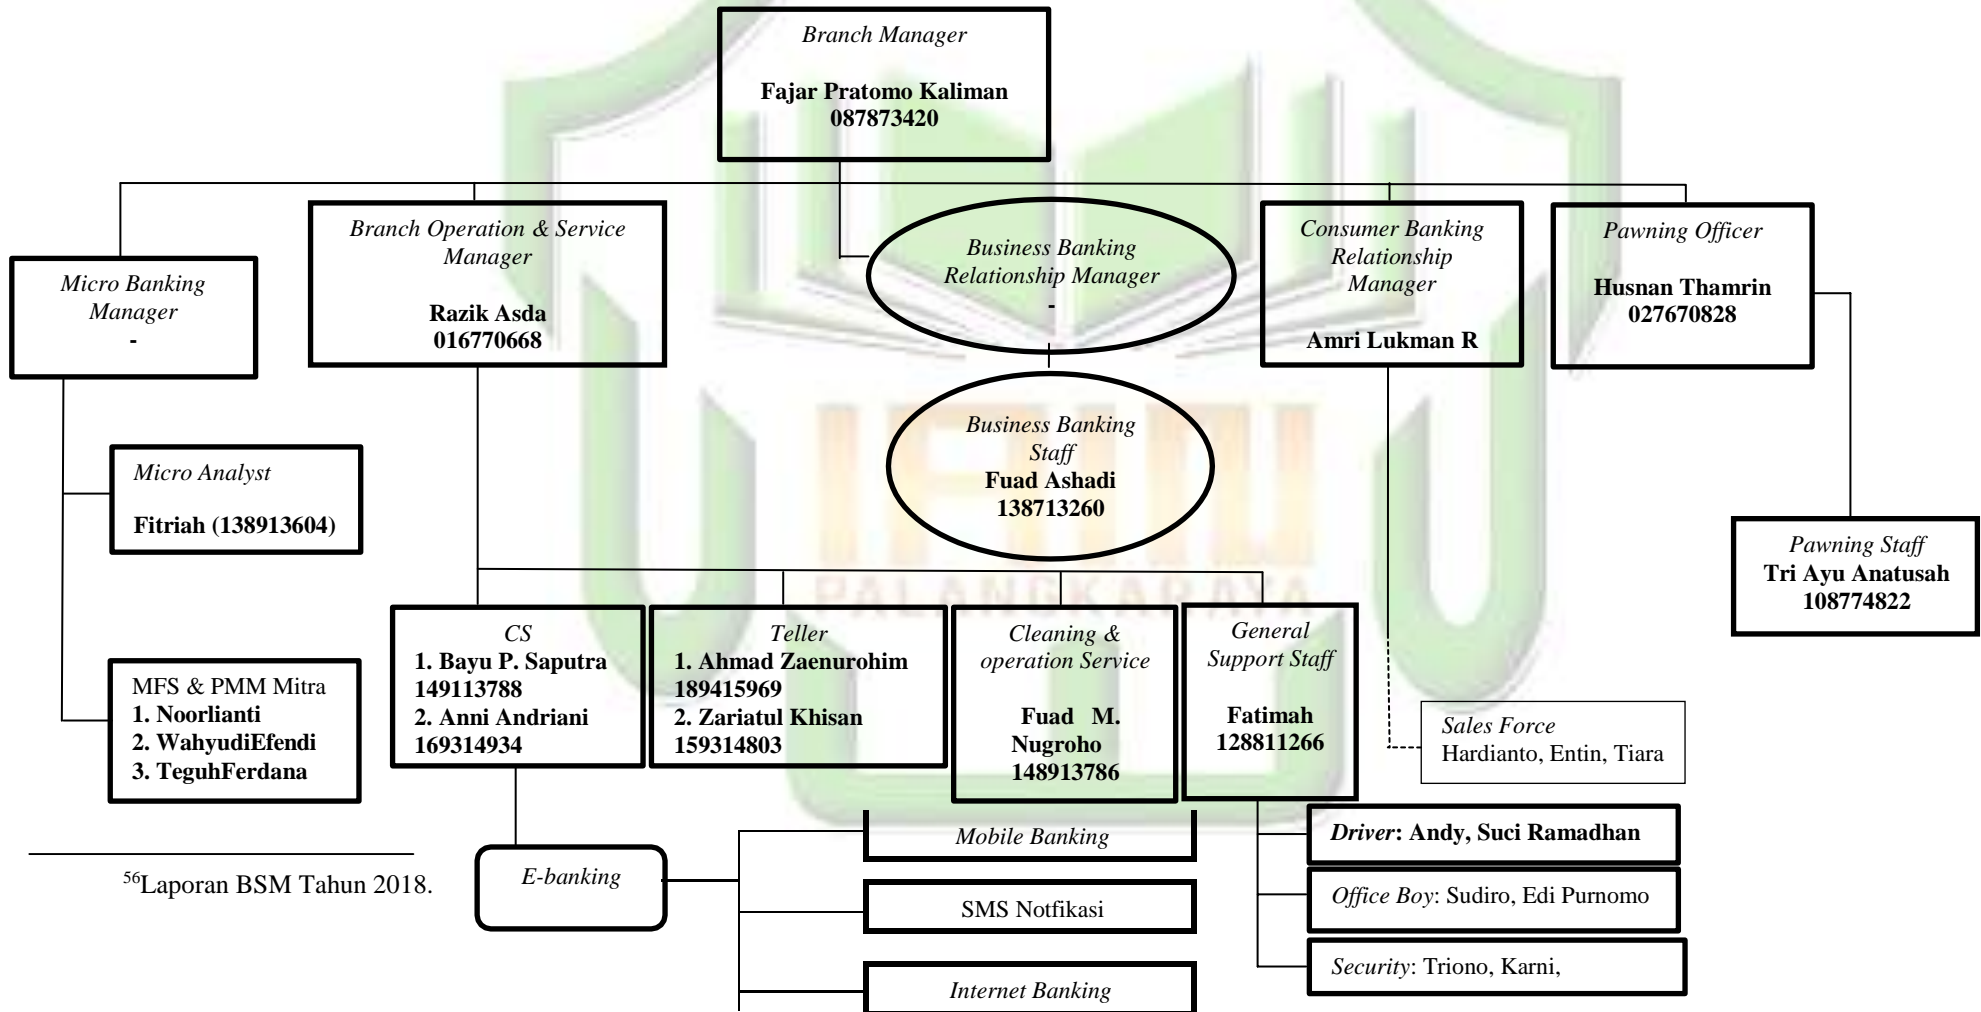 Branch Manager
Fajar Pratomo Kaliman
087873420
Micro Banking
Manager
-
Branch Operation & Service
Manager
Razik Asda
016770668
Business Banking
Relationship Manager
-
Consumer Banking
Relationship
Manager
Amri Lukman R
Pawning Officer
Husnan Thamrin
027670828
Micro Analyst
Fitriah (138913604)
Business Banking
Staff
Fuad Ashadi
138713260
Pawning Staff
Tri Ayu Anatusah
108774822
MFS & PMM Mitra
1. Noorlianti
2. WahyudiEfendi
3. TeguhFerdana
CS
1. Bayu P. Saputra
149113788
2. Anni Andriani
169314934
Teller
1. Ahmad Zaenurohim
189415969
2. Zariatul Khisan
159314803
Cleaning &
operation Service
Fuad M.
Nugroho
148913786
General
Support Staff
Fatimah
128811266
Sales Force
Hardianto, Entin, Tiara
E-banking
Mobile Banking
SMS Notfikasi
Internet Banking
Driver: Andy, Suci Ramadhan
Office Boy: Sudiro, Edi Purnomo
Security: Triono, Karni,
56Laporan BSM Tahun 2018.
IAIN
PALANGKARAYA